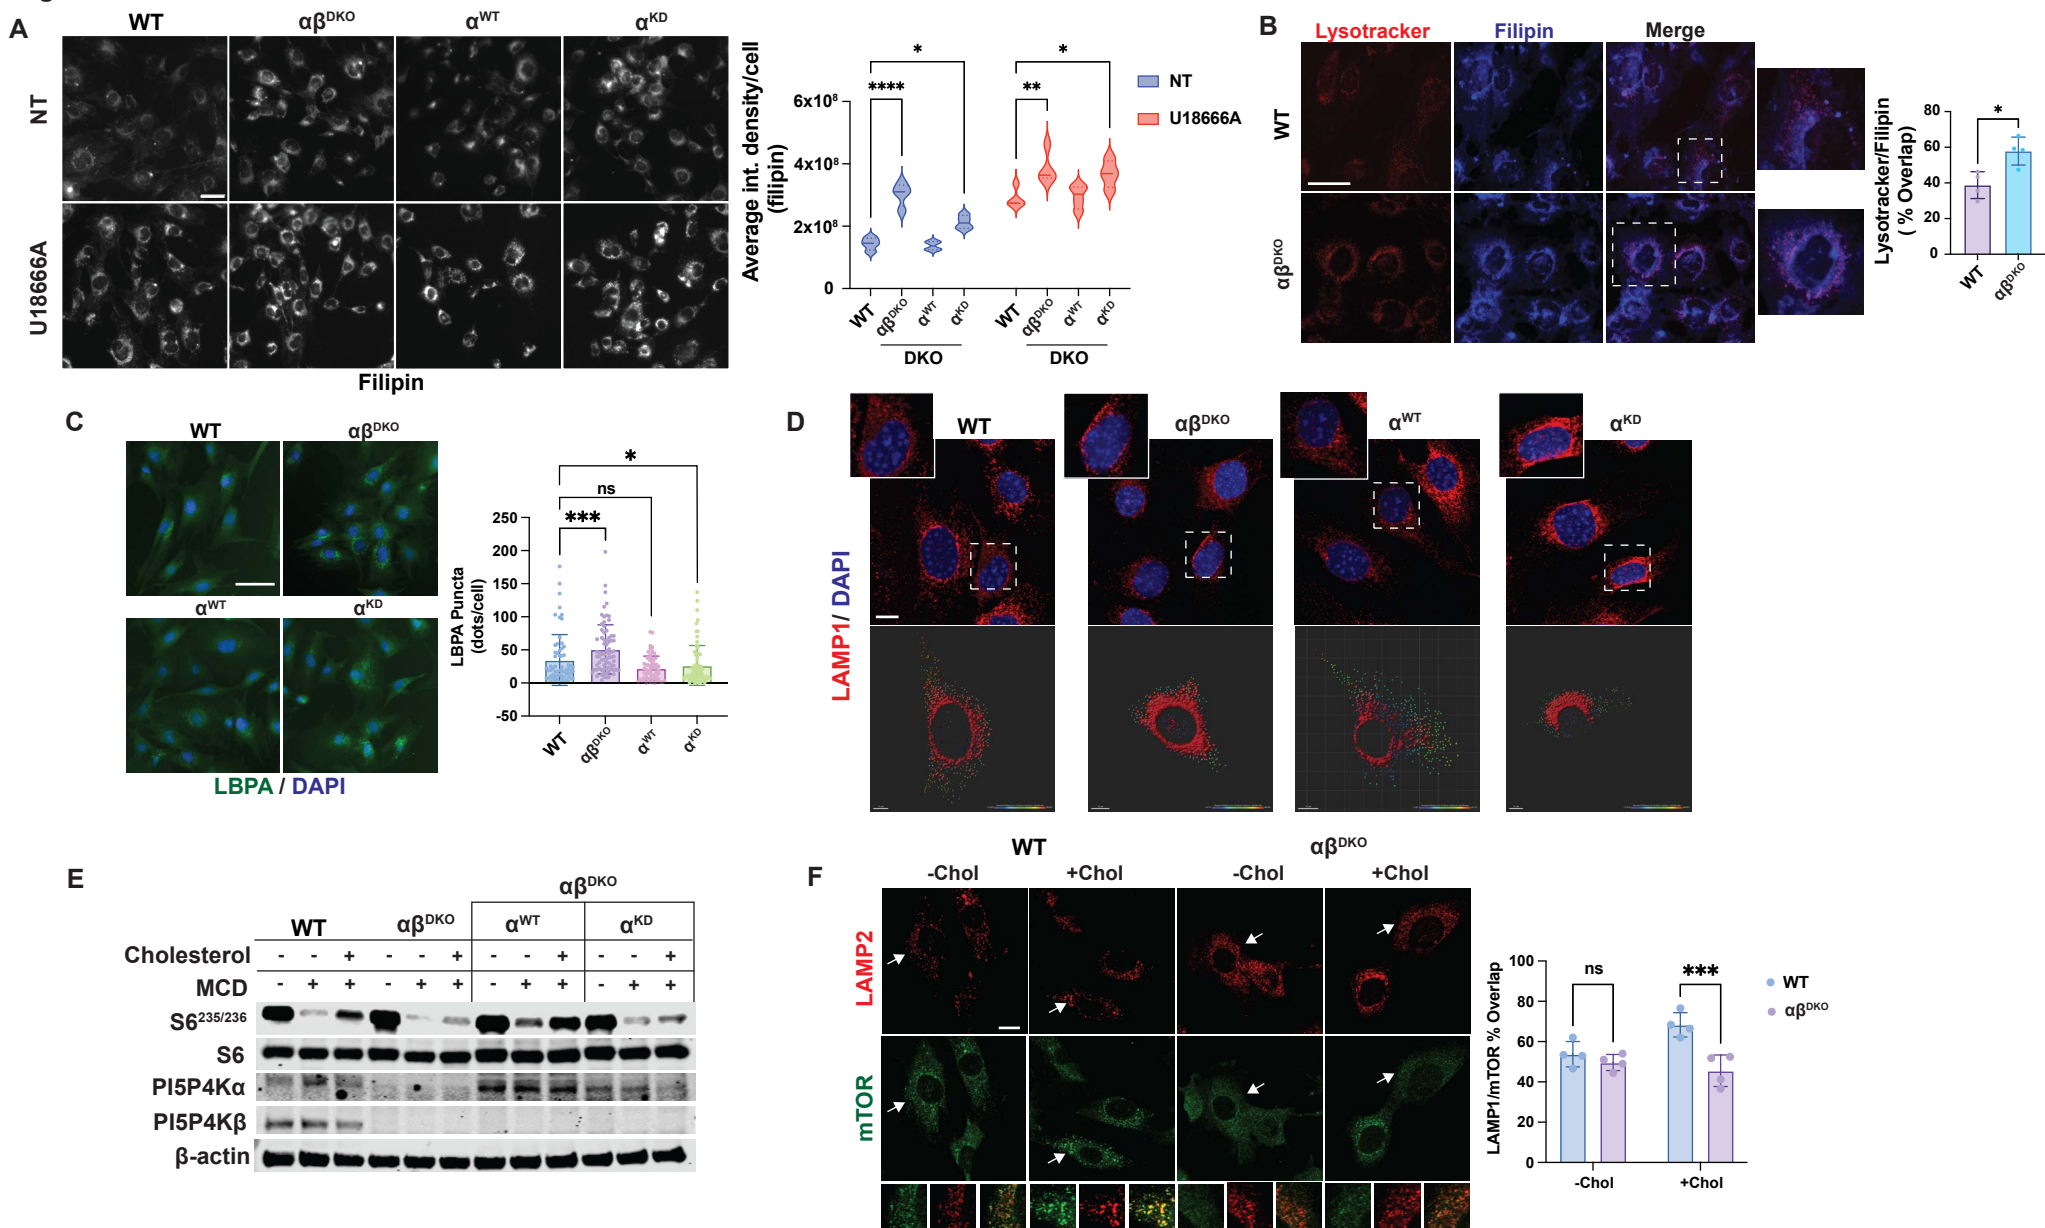 A
WT
αβDKO
αWT
αKD
NT
U18666A
Filipin
Average int. density/cell
(filipin)
6x10⁸
4x10⁸
2x10⁸
0
*
****
*
**
NT
U18666A
WT
αβDKO
αWT
αKD
WT
αβDKO
αWT
αKD
DKO
DKO
B
Lysotracker
Filipin
Merge
WT
αβDKO
Lysotracker/Filipin
( % Overlap)
80
60
40
20
0
*
WT
αβDKO
C
WT
αβDKO
αWT
αKD
LBPA / DAPI
LBPA Puncta
(dots/cell)
250
200
150
100
50
0
-50
*
ns
***
WT
αβDKO
αWT
αKD
D
WT
αβDKO
αWT
αKD
LAMP1/ DAPI
E
αβDKO
WT
αβDKO
αWT
αKD
Cholesterol - - + - - + - - + - - +
MCD - + + - + + - + + - + +
S6235/236
S6
PI5P4Kα
PI5P4Kβ
β-actin
F
WT
αβDKO
-Chol
+Chol
-Chol
+Chol
LAMP2
mTOR
LAMP1/mTOR % Overlap
100
80
60
40
20
0
ns
***
WT
αβDKO
-Chol
+Chol